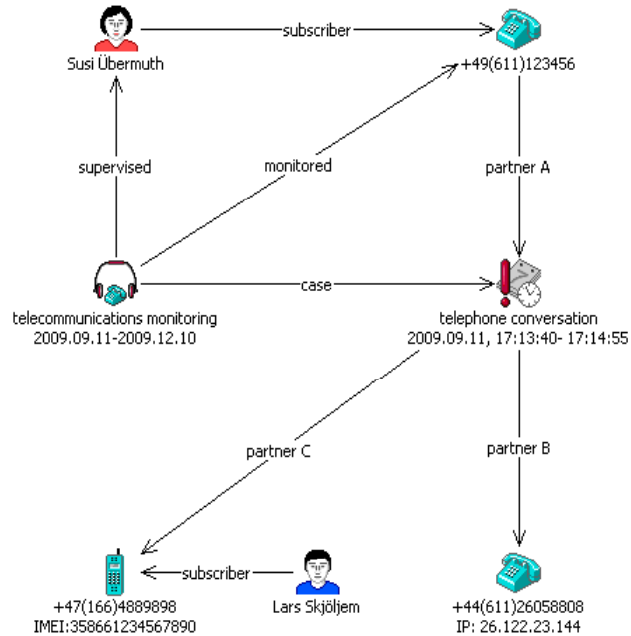 subscriber
Susi Übermuth
+49(611)123456
supervised
monitored
partner A
case
telecommunications monitoring
2009.09.11-2009.12.10
telephone conversation
2009.09.11, 17:13:40- 17:14:55
partner C
partner B
subscriber
+47(166)4889898
IMEI:358661234567890
Lars Skjöljem
+44(611)26058808
IP: 26.122.23.144